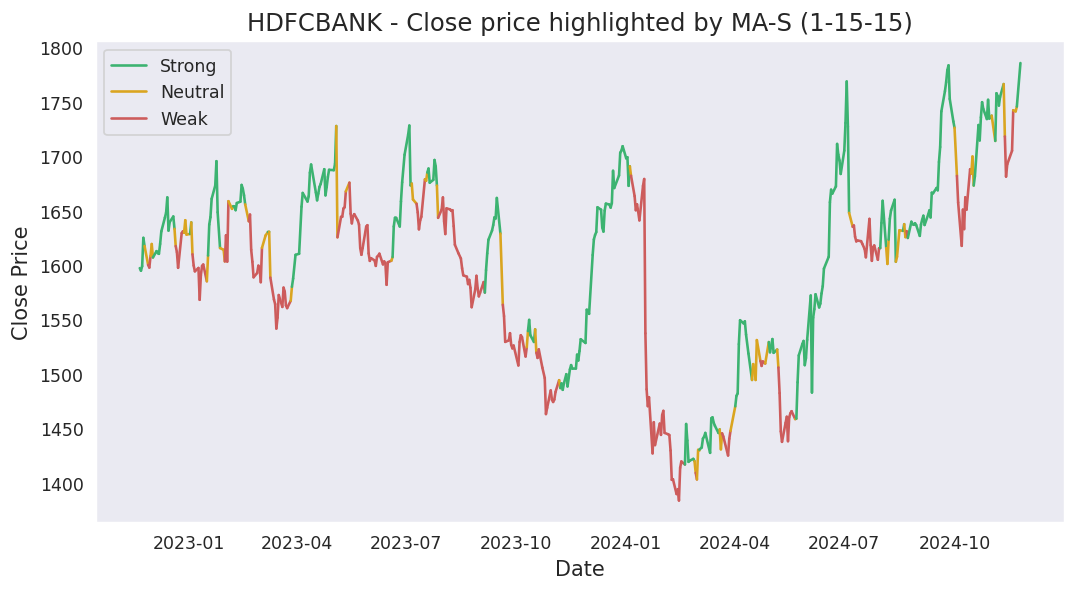 HDFCBANK - Close price highlighted by MA-S (1-15-15)
Strong
Neutral
Weak
Close Price
1800
1750
1700
1650
1600
1550
1500
1450
1400
2023-01 2023-04 2023-07 2023-10 2024-01 2024-04 2024-07 2024-10
Date